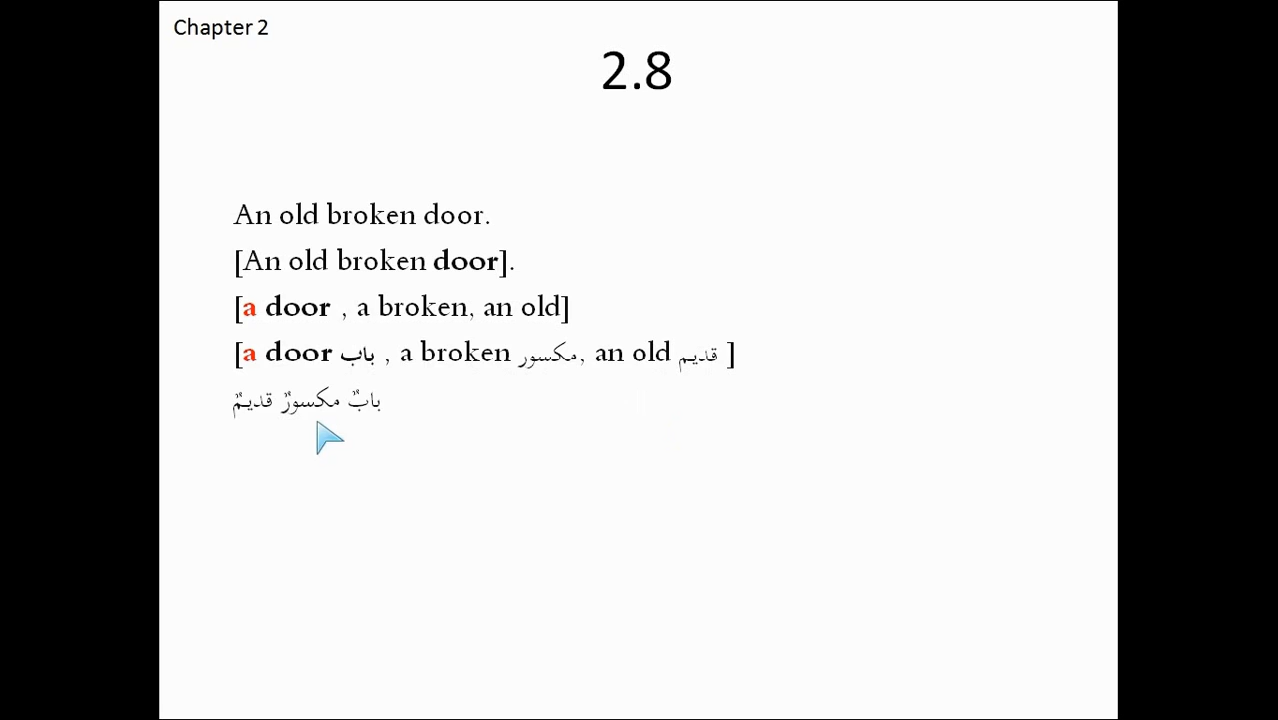 Chapter 2
2.8
An old broken door.
[An old broken door].
[a door , a broken, an old]
[a door باب , a broken مكسور, an old قديم ]
بابٌ مكسورٌ قديمٌ